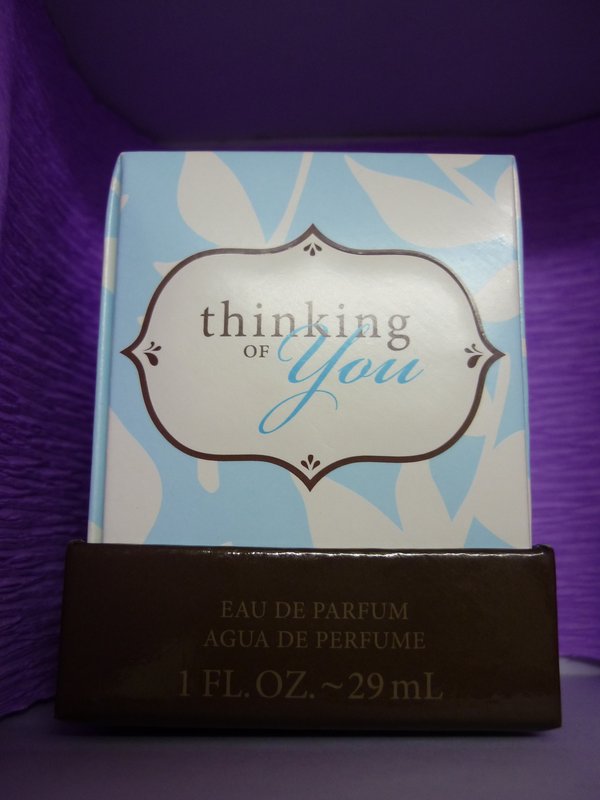 thinking
OF You
EAU DE PARFUM
AGUA DE PERFUME
1 FL. OZ. ~ 29 mL